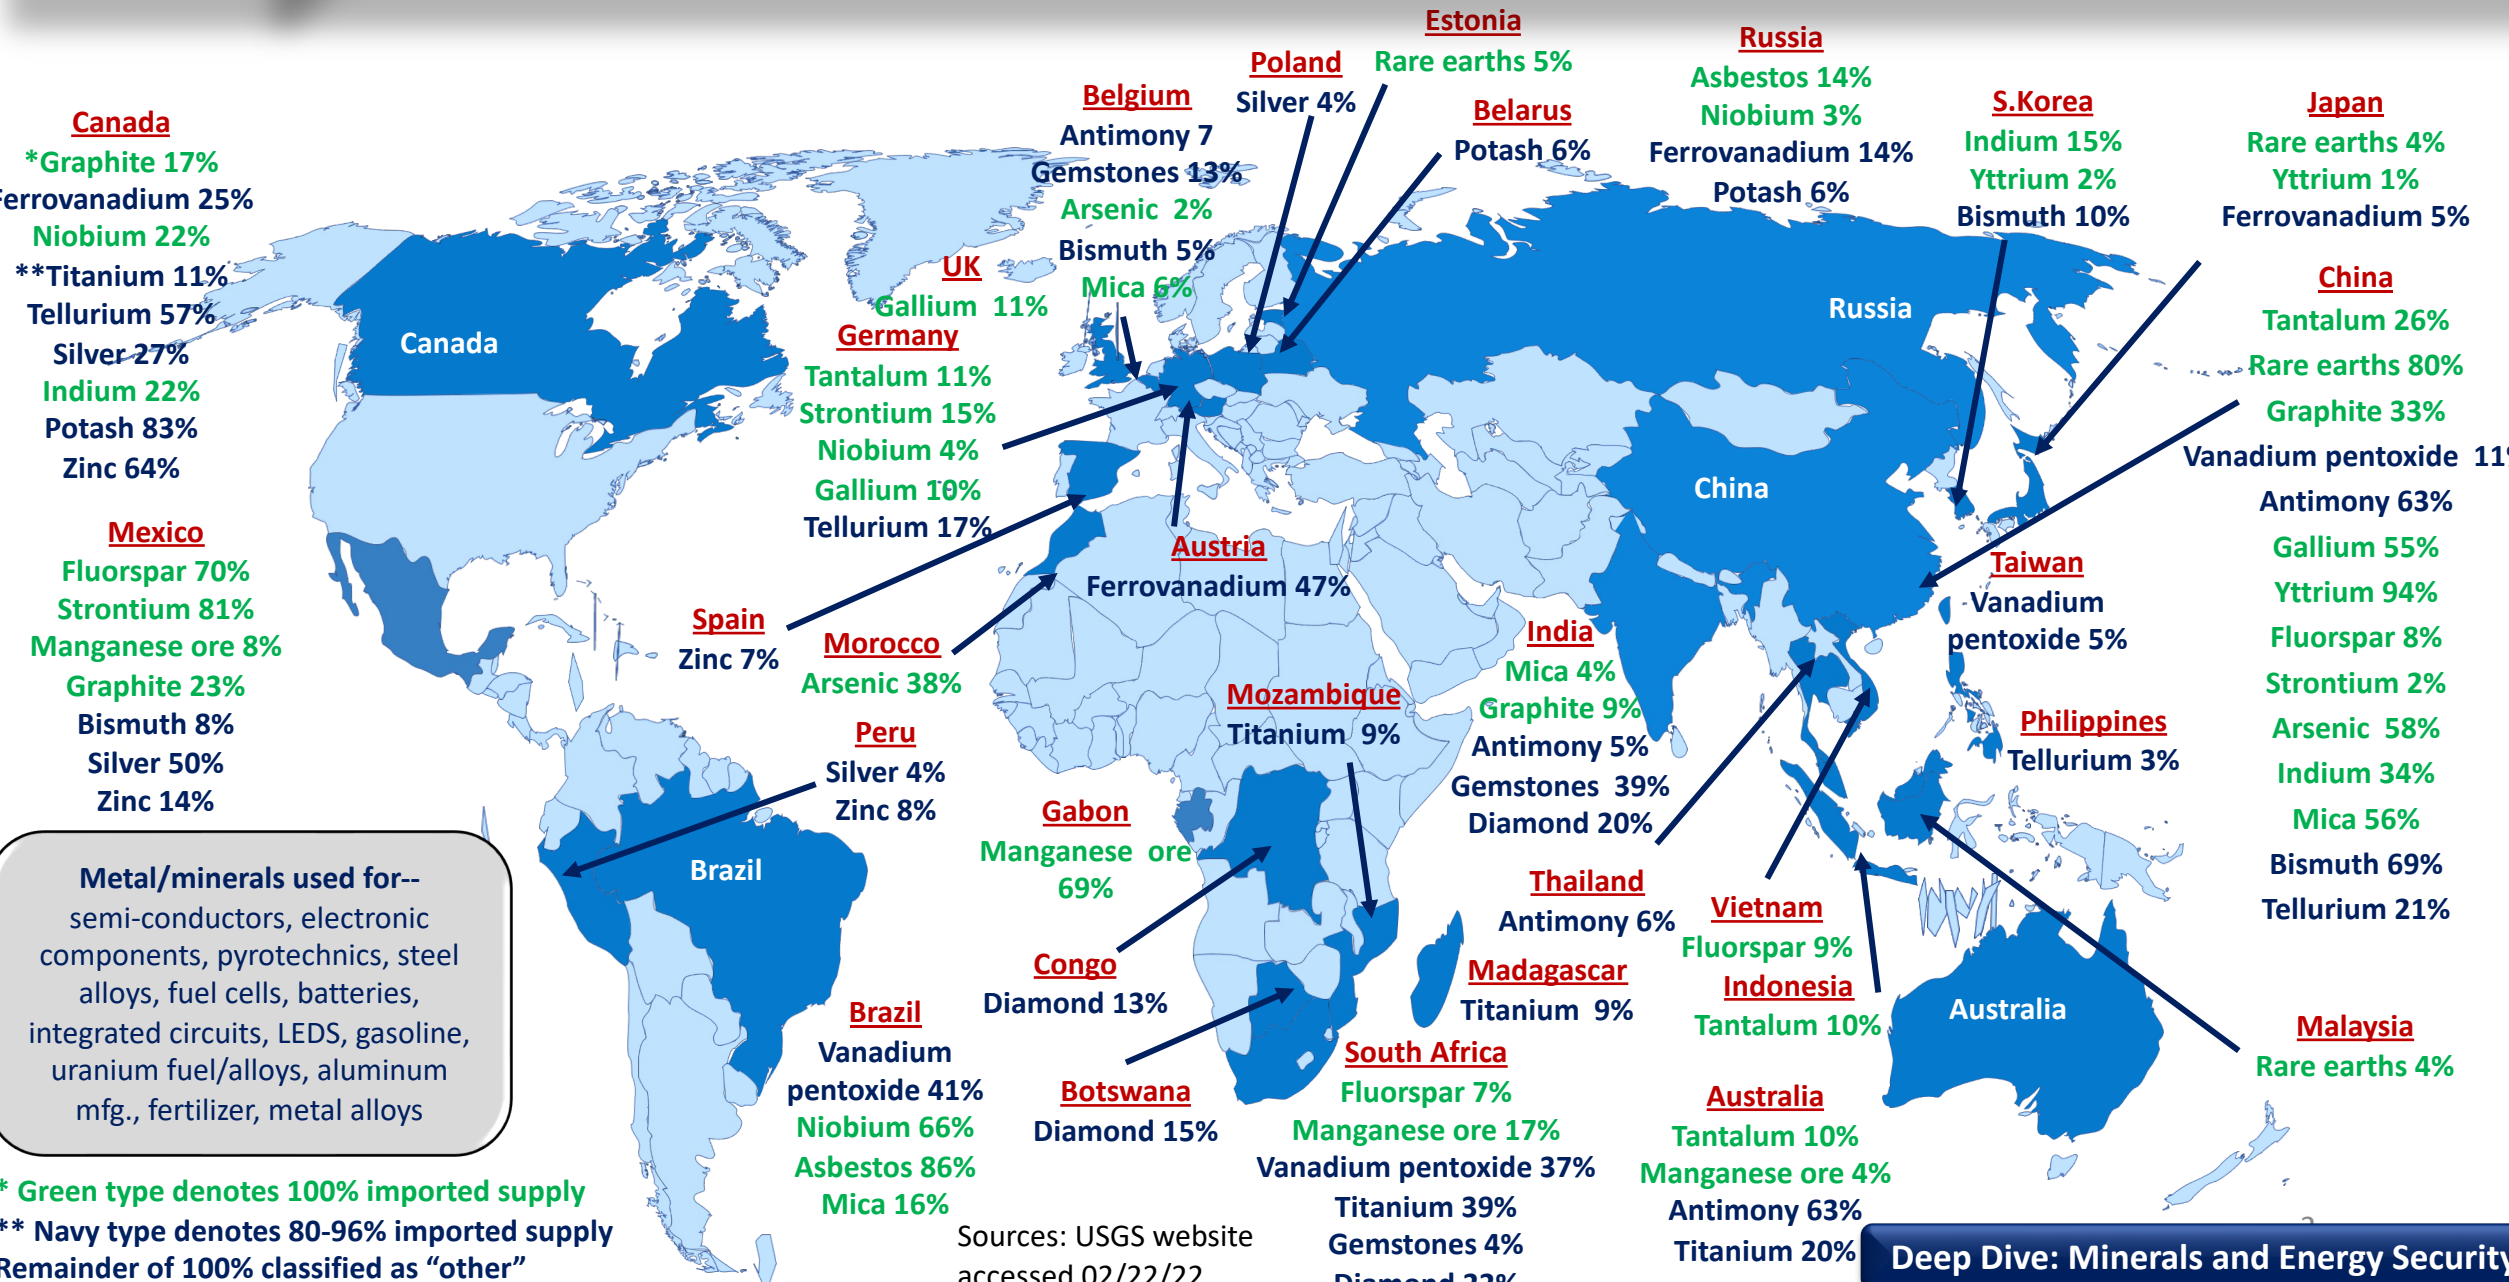 Canada
*Graphite 17%
Ferrovanadium 25%
Niobium 22%
**Titanium 11%
Tellurium 57%
Silver 27%
Indium 22%
Potash 83%
Zinc 64%
Mexico
Fluorspar 70%
Strontium 81%
Manganese ore 8%
Graphite 23%
Bismuth 8%
Silver 50%
Zinc 14%
Metal/minerals used for--
semi-conductors, electronic
components, pyrotechnics, steel
alloys, fuel cells, batteries,
integrated circuits, LEDS, gasoline,
uranium fuel/alloys, aluminum
mfg., fertilizer, metal alloys
* Green type denotes 100% imported supply
** Navy type denotes 80-96% imported supply
Remainder of 100% classified as “other”
Canada
Brazil
Russia
China
Australia
UK
Gallium 11%
Germany
Tantalum 11%
Strontium 15%
Niobium 4%
Gallium 10%
Tellurium 17%
Belgium
Antimony 7
Gemstones 13%
Arsenic 2%
Bismuth 5%
Mica 6%
Poland
Silver 4%
Estonia
Rare earths 5%
Belarus
Potash 6%
Russia
Asbestos 14%
Niobium 3%
Ferrovanadium 14%
Potash 6%
S.Korea
Indium 15%
Yttrium 2%
Bismuth 10%
Japan
Rare earths 4%
Yttrium 1%
Ferrovanadium 5%
China
Tantalum 26%
Rare earths 80%
Graphite 33%
Vanadium pentoxide 11%
Antimony 63%
Gallium 55%
Yttrium 94%
Fluorspar 8%
Strontium 2%
Arsenic 58%
Indium 34%
Mica 56%
Bismuth 69%
Tellurium 21%
Austria
Ferrovanadium 47%
Spain
Zinc 7%
Morocco
Arsenic 38%
Peru
Silver 4%
Zinc 8%
Mozambique
Titanium 9%
India
Mica 4%
Graphite 9%
Antimony 5%
Gemstones 39%
Diamond 20%
Taiwan
Vanadium
pentoxide 5%
Philippines
Tellurium 3%
Gabon
Manganese ore
69%
Congo
Diamond 13%
Botswana
Diamond 15%
Thailand
Antimony 6%
Madagascar
Titanium 9%
Vietnam
Fluorspar 9%
Indonesia
Tantalum 10%
Malaysia
Rare earths 4%
Brazil
Vanadium
pentoxide 41%
Niobium 66%
Asbestos 86%
Mica 16%
South Africa
Fluorspar 7%
Manganese ore 17%
Vanadium pentoxide 37%
Titanium 39%
Gemstones 4%
Diamond
Australia
Tantalum 10%
Manganese ore 4%
Antimony 63%
Titanium 20%
Sources: USGS website
accessed 02/22/22
Deep Dive: Minerals and Energy Security